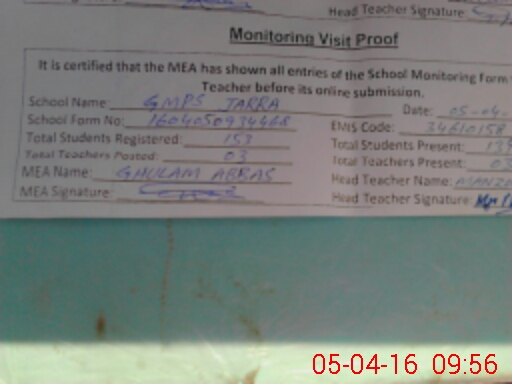 Head Teacher Signature:
Monitoring Visit Proof
It is certified that the MEA has shown all entries of the School Monitoring Form
Teacher before its online submission.
School Name: GMPS JARRA Date: 05-04-
School Form No: 1604050934468 EMIS Code: 34610158
Total Students Registered: 153 Total Students Present: 139
Total Teachers Posted: 03 Total Teachers Present: 03
MEA Name: GHULAM ABBAS Head Teacher Name:
MEA Signature: Head Teacher Signature:
05-04-16 09:56